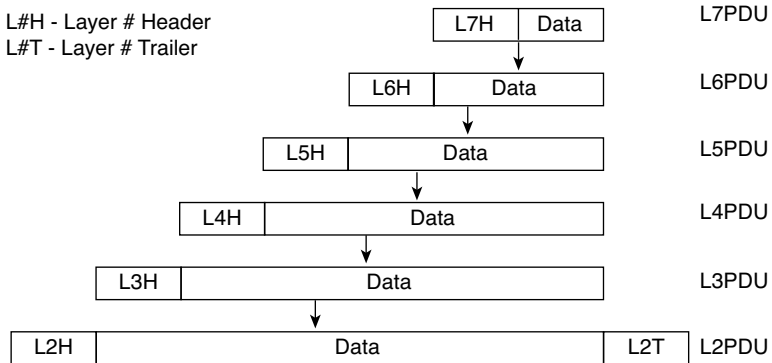 L#H - Layer # Header
L#T - Layer # Trailer
L7H Data L7PDU
L6H Data L6PDU
L5H Data L5PDU
L4H Data L4PDU
L3H Data L3PDU
L2H Data L2T L2PDU